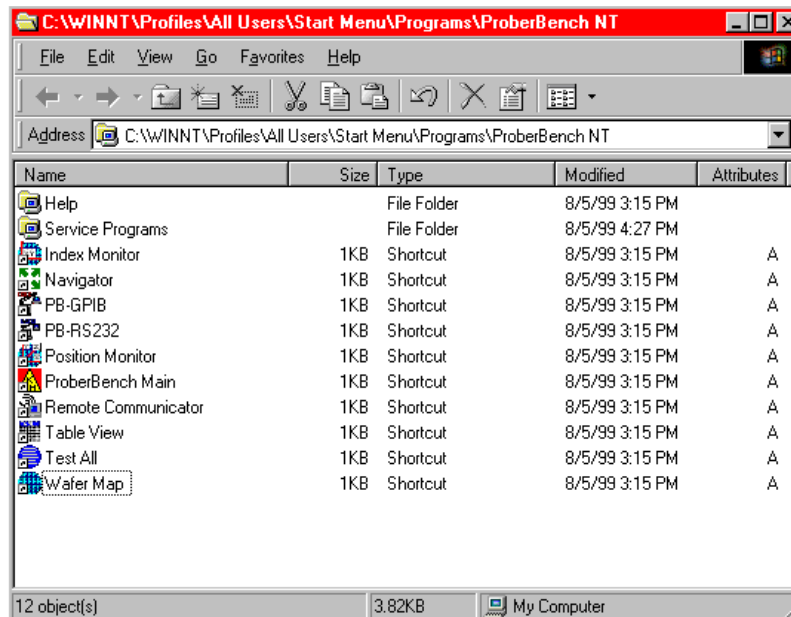 C:\WINNT\Profiles\All Users\Start Menu\Programs\ProberBench NT
File Edit View Go Favorites Help
Address C:\WINNT\Profiles\All Users\Start Menu\Programs\ProberBench NT
Name Size Type Modified Attributes
Help File Folder 8/5/99 3:15 PM
Service Programs File Folder 8/5/99 4:27 PM
Index Monitor 1KB Shortcut 8/5/99 3:15 PM A
Navigator 1KB Shortcut 8/5/99 3:15 PM A
PB-GPIB 1KB Shortcut 8/5/99 3:15 PM A
PB-RS232 1KB Shortcut 8/5/99 3:15 PM A
Position Monitor 1KB Shortcut 8/5/99 3:15 PM A
ProberBench Main 1KB Shortcut 8/5/99 3:15 PM A
Remote Communicator 1KB Shortcut 8/5/99 3:15 PM A
Table View 1KB Shortcut 8/5/99 3:15 PM A
Test All 1KB Shortcut 8/5/99 3:15 PM A
Wafer Map 1KB Shortcut 8/5/99 3:15 PM A
12 object(s) 3.82KB My Computer